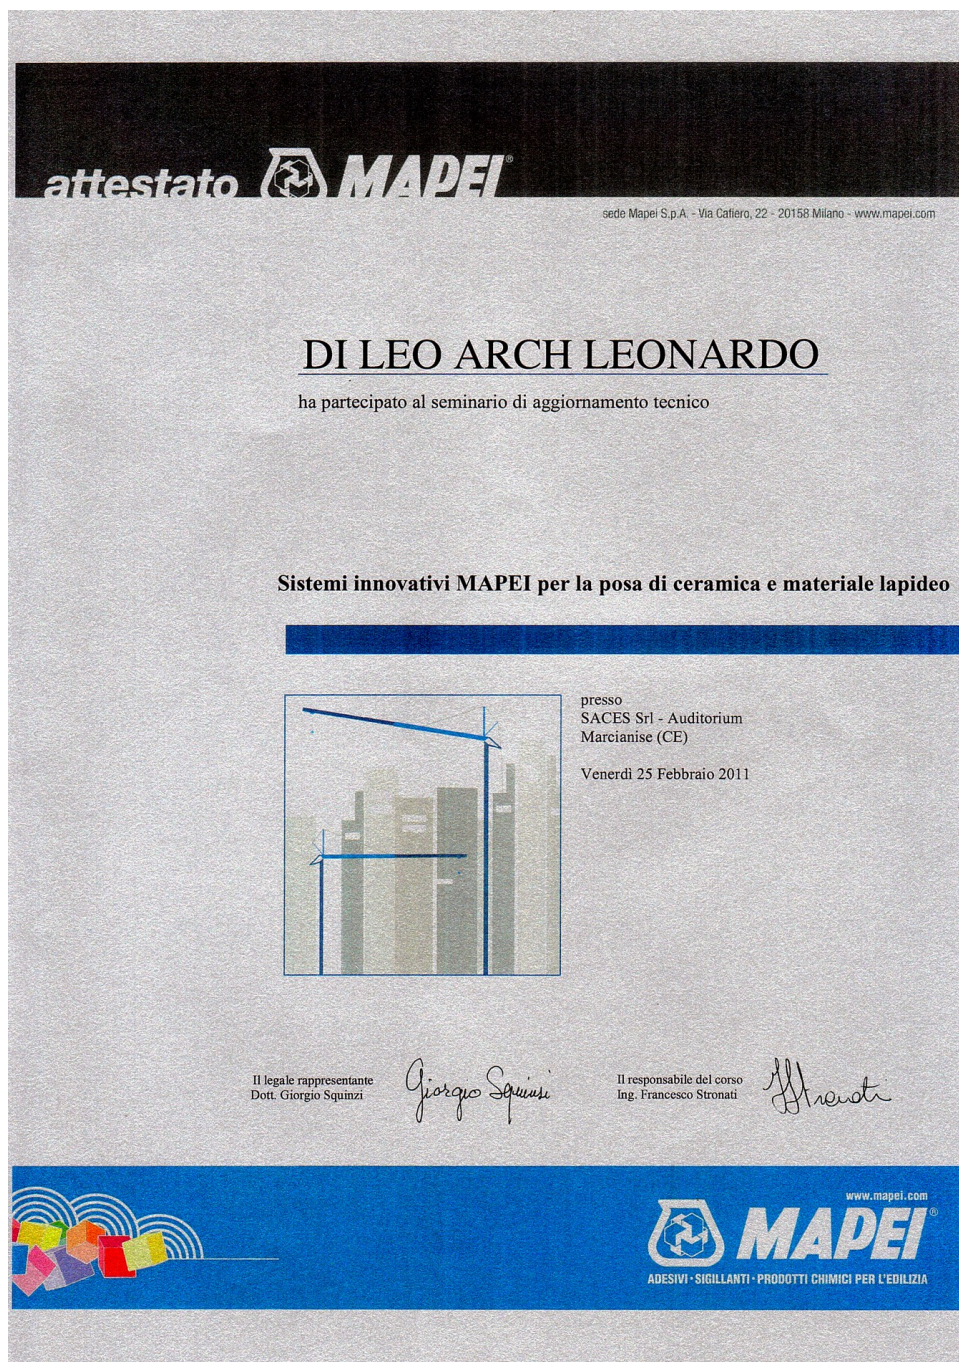 attestato MAPEI®
sede Mapei S.p.A. - Via Cafiero, 22 - 20158 Milano - www.mapei.com
DI LEO ARCH LEONARDO
ha partecipato al seminario di aggiornamento tecnico
Sistemi innovativi MAPEI per la posa di ceramica e materiale lapideo
presso
SACES Srl - Auditorium
Marcianise (CE)
Venerdì 25 Febbraio 2011
Il legale rappresentante
Dott. Giorgio Squinzi
Giorgio Squinzi
Il responsabile del corso
Ing. Francesco Stronati
FStronati
www.mapei.com
MAPEI®
ADESIVI • SIGILLANTI • PRODOTTI CHIMICI PER L'EDILIZIA